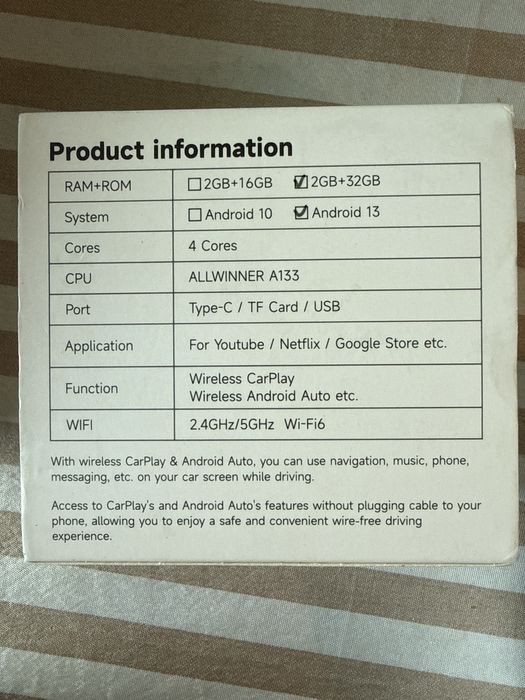 Product information
RAM+ROM ☐ 2GB+16GB ☑ 2GB+32GB
System ☐ Android 10 ☑ Android 13
Cores 4 Cores
CPU ALLWINNER A133
Port Type-C / TF Card / USB
Application For Youtube / Netflix / Google Store etc.
Function Wireless CarPlay
Wireless Android Auto etc.
WIFI 2.4GHz/5GHz Wi-Fi6
With wireless CarPlay & Android Auto, you can use navigation, music, phone,
messaging, etc. on your car screen while driving.
Access to CarPlay's and Android Auto's features without plugging cable to your
phone, allowing you to enjoy a safe and convenient wire-free driving
experience.